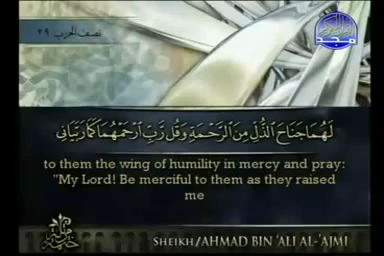 نصف الحزب ٢٩
مجد
لَهُمَا جَنَاحَ الذُّلِّ مِنَ الرَّحْمَةِ وَقُل رَّبِّ ارْحَمْهُمَا كَمَا رَبَّيَانِي
to them the wing of humility in mercy and pray:
"My Lord! Be merciful to them as they raised
me
SHEIKH/AHMAD BIN 'ALI AL-'AJMI